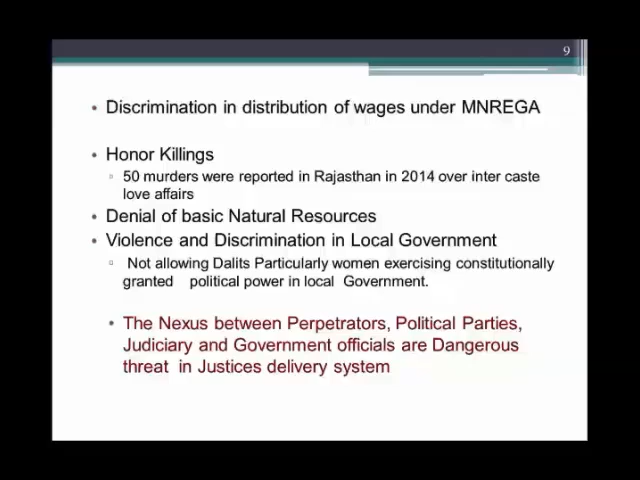 9
• Discrimination in distribution of wages under MNREGA
• Honor Killings
▫ 50 murders were reported in Rajasthan in 2014 over inter caste
love affairs
• Denial of basic Natural Resources
• Violence and Discrimination in Local Government
▫ Not allowing Dalits Particularly women exercising constitutionally
granted political power in local Government.
• The Nexus between Perpetrators, Political Parties,
Judiciary and Government officials are Dangerous
threat in Justices delivery system